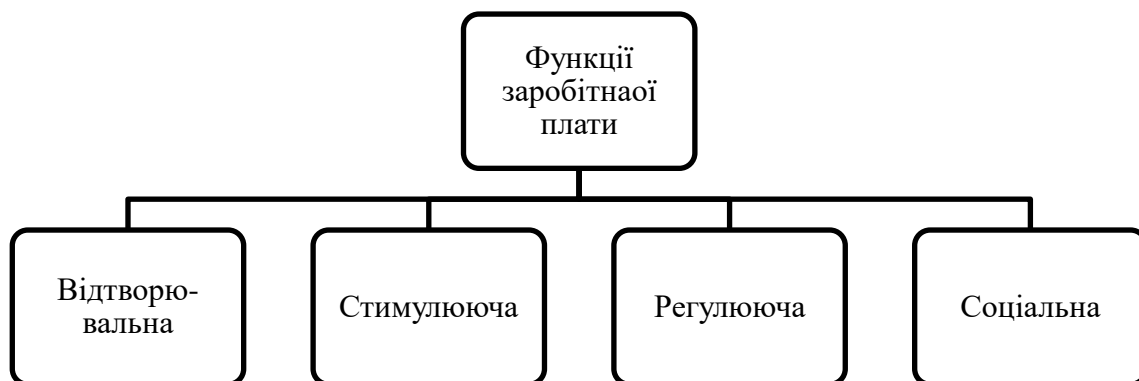 Функції
заробітнаої
плати
Відтворю-
вальна
Стимулююча
Регулююча
Соціальна